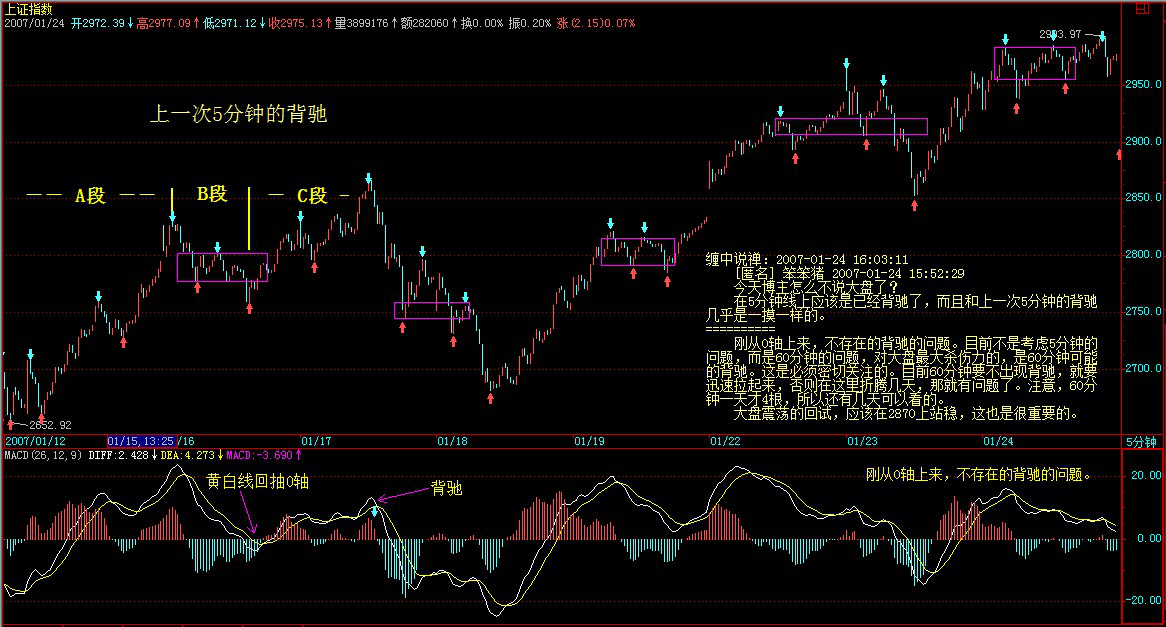 上证指数
2007/01/24 开2972.39↓高2977.09↑低2971.12↓收2975.13↑量3899176↑额282060↑换0.00% 振0.20% 涨(2.15)0.07%
2993.97
2950.0
上一次5分钟的背驰
2900.0
A段 B段 C段
2850.0
2800.0
缠中说禅: 2007-01-24 16:03:11
[匿名] 笨笨猪 2007-01-24 15:52:29
今天博主怎么不说大盘了?
在5分钟线上应该是已经背驰了,而且和上一次5分钟的背驰
几乎是一摸一样的。
==========
2750.0
刚从0轴上来,不存在的背驰的问题。目前不是考虑5分钟的
问题,而是60分钟的问题,对大盘最大杀伤力的,是60分钟可能
的背驰。这是必须密切关注的。目前60分钟要不出现背驰,就要
迅速拉起来,否则在这里折腾几天,那就有问题了。注意,60分
钟一天才4根,所以还有几天可以看的。
大盘震荡的回试,应该在2870上站稳,这也是很重要的。
2700.0
2652.92
2007/01/12 01/15,13:25 /16 01/17 01/18 01/19 01/22 01/23 01/24 5分钟
MACD(26,12,9) DIFF:2.428↓DEA:4.273↓MACD:-3.690↑
黄白线回抽0轴
背驰
刚从0轴上来,不存在的背驰的问题。
20.00
0.00
-20.00